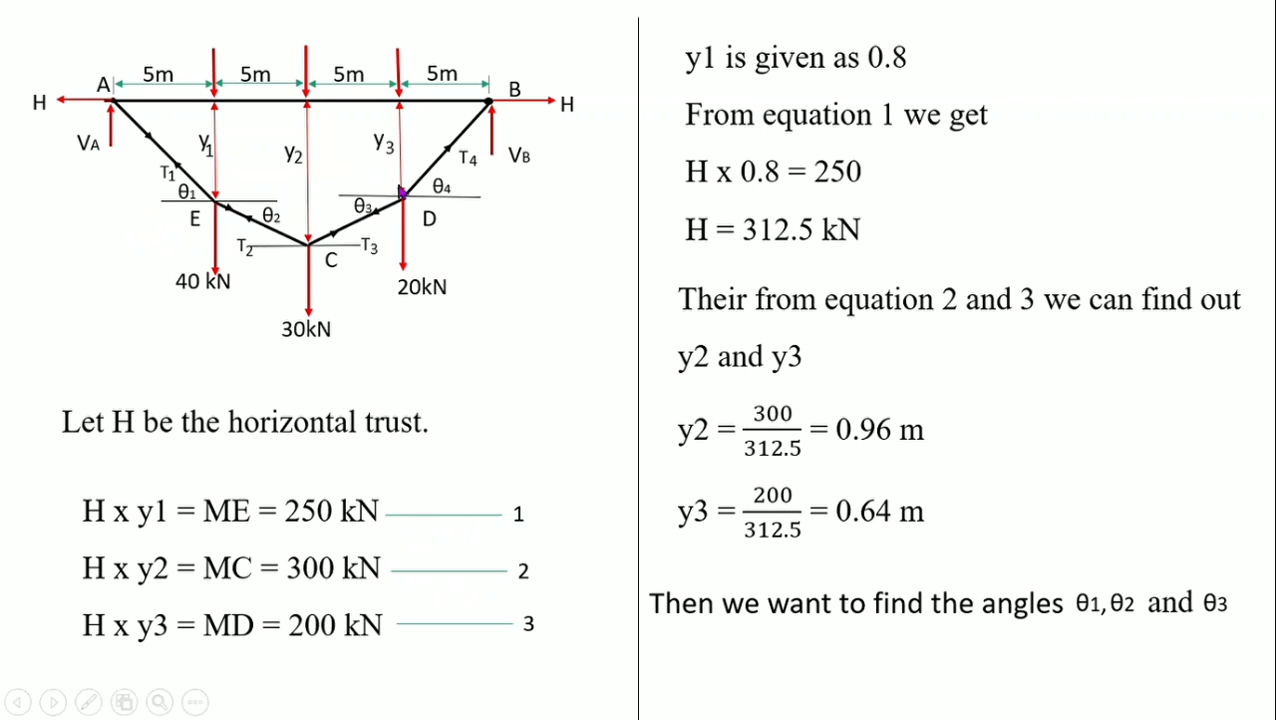 5m 5m 5m 5m
A B
H H
VA y1 y2 y3 T4 VB
T1
θ1 θ2 θ3 θ4
E D
T2 T3
C
40 kN 20kN
30kN
Let H be the horizontal trust.
H x y1 = ME = 250 kN 1
H x y2 = MC = 300 kN 2
H x y3 = MD = 200 kN 3
y1 is given as 0.8
From equation 1 we get
H x 0.8 = 250
H = 312.5 kN
Their from equation 2 and 3 we can find out
y2 and y3
y2 = 300/312.5 = 0.96 m
y3 = 200/312.5 = 0.64 m
Then we want to find the angles θ1,θ2 and θ3